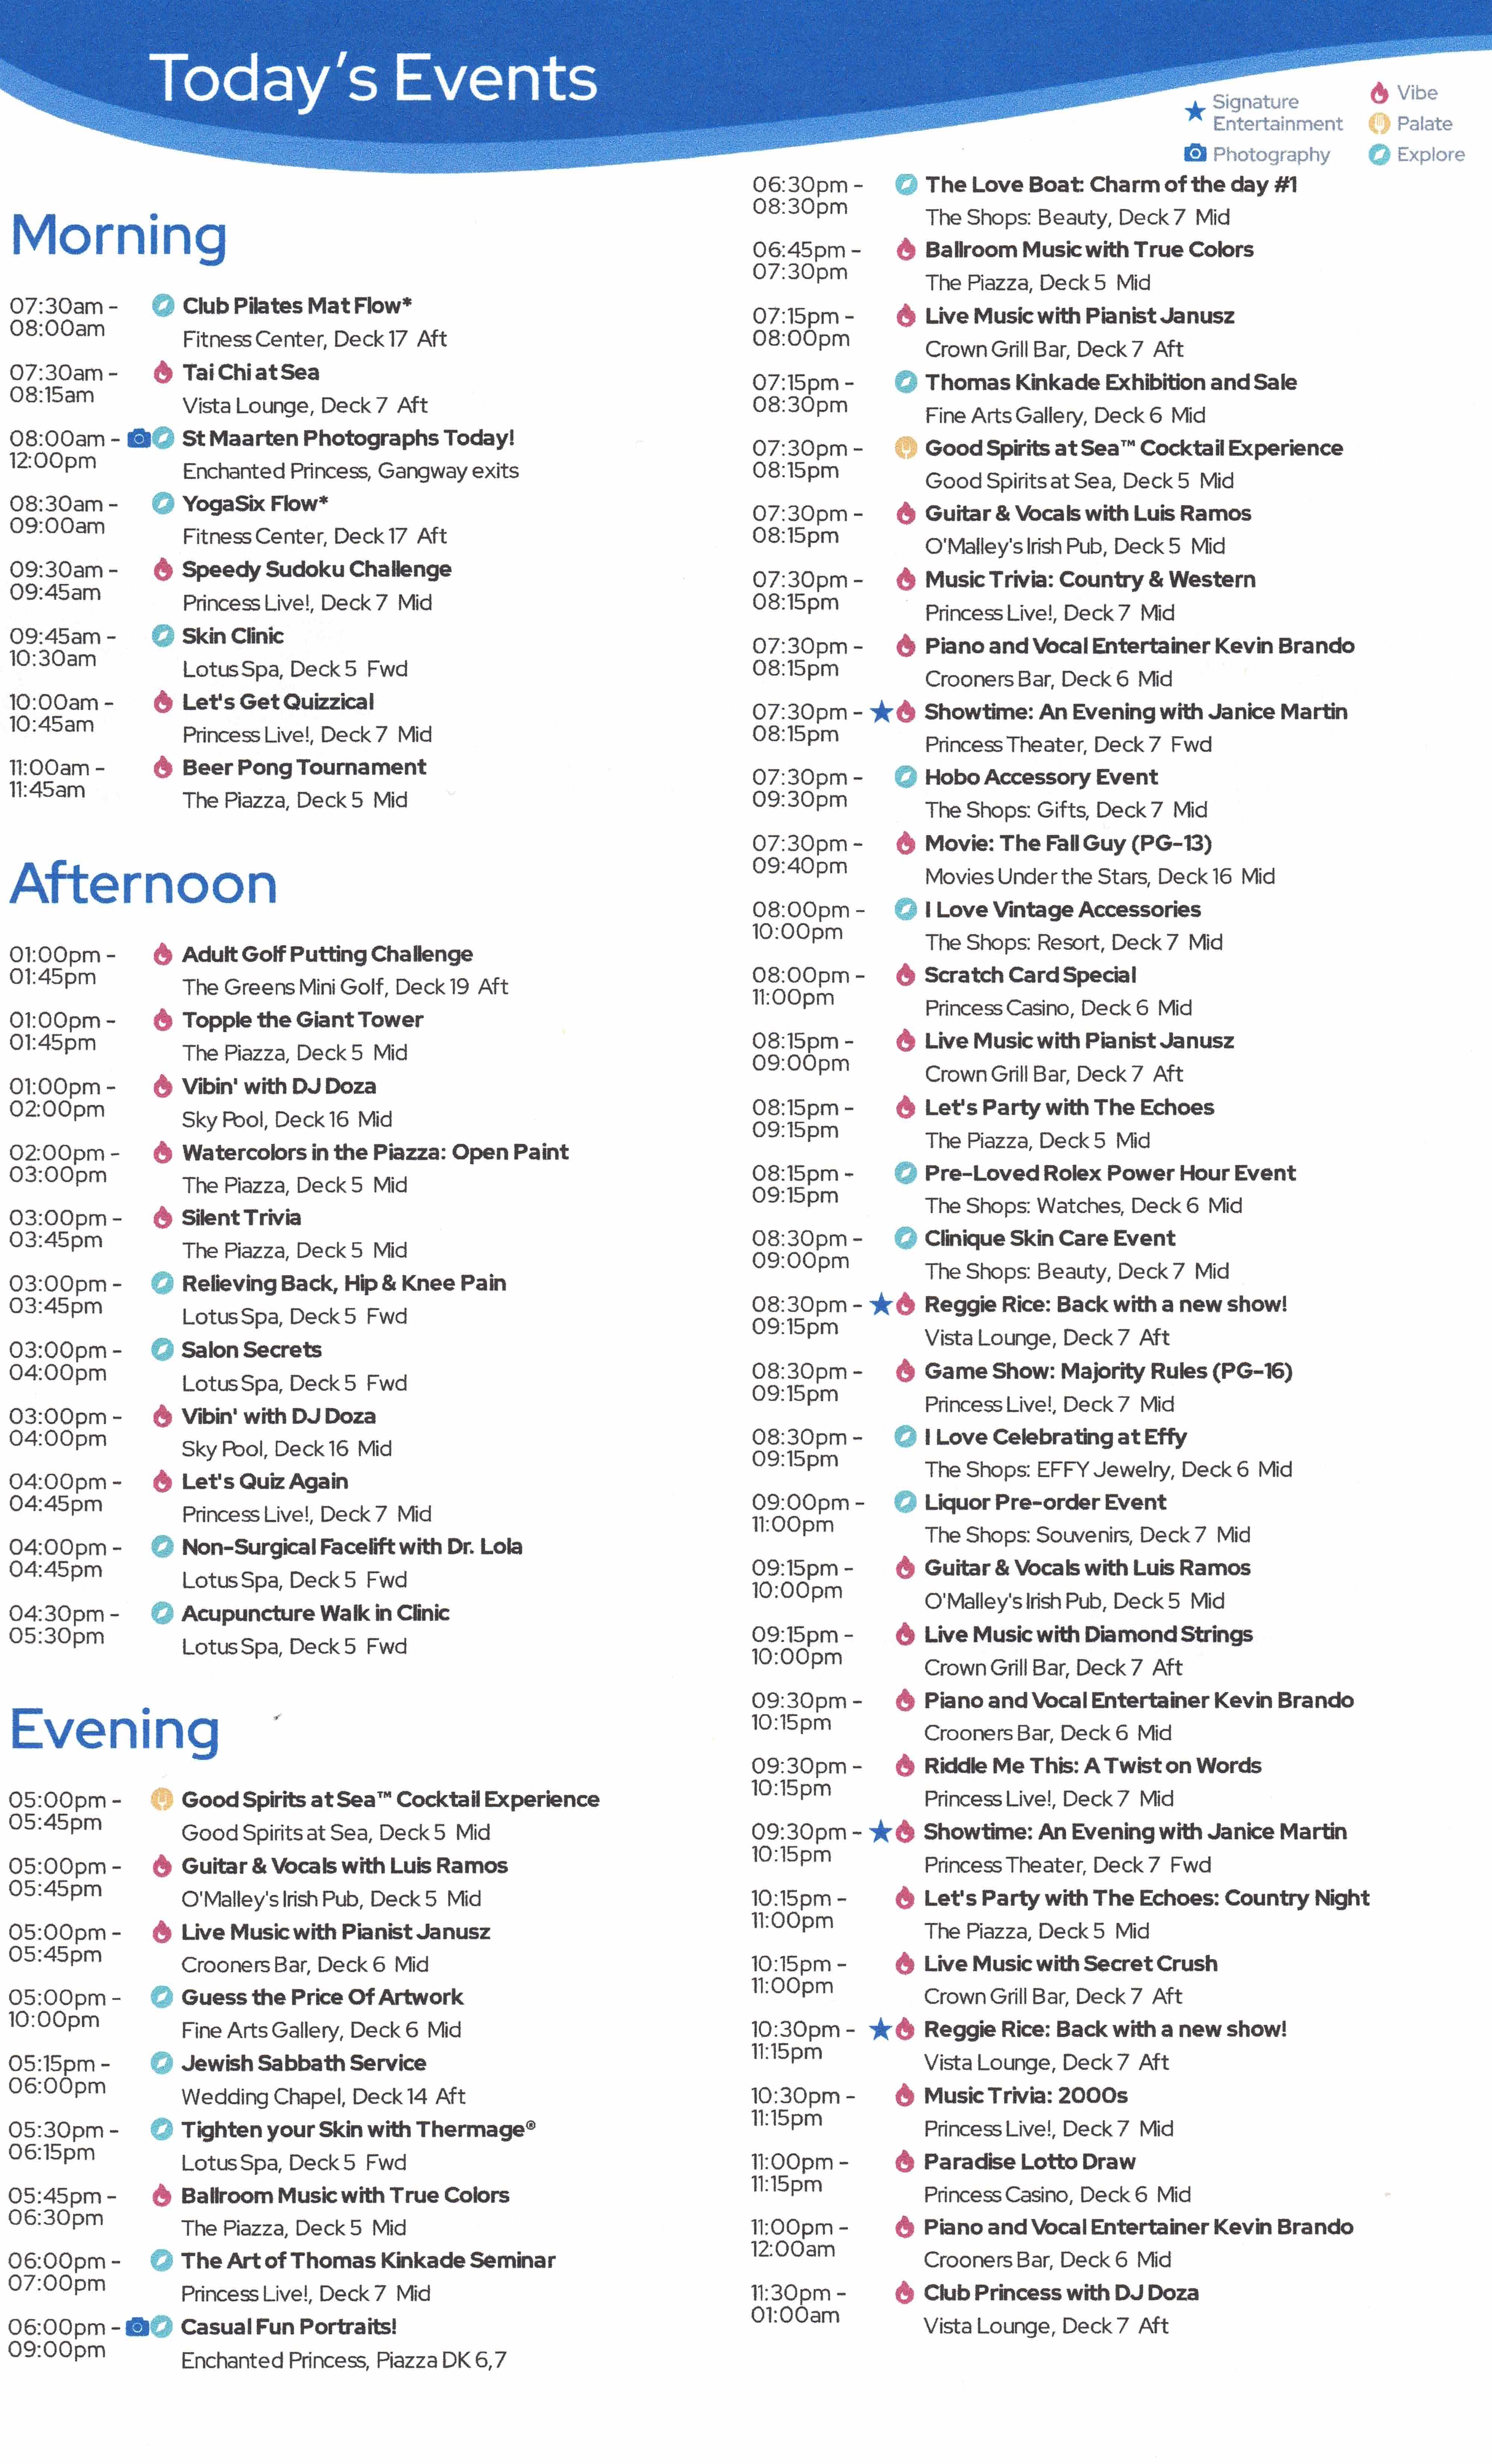 Today's Events
Signature
Entertainment
Photography
Vibe
Palate
Explore
Morning
07:30am - Club Pilates Mat Flow*
08:00am
Fitness Center, Deck 17 Aft
07:30am - Tai Chi at Sea
08:15am
Vista Lounge, Deck 7 Aft
08:00am - St Maarten Photographs Today!
12:00pm
Enchanted Princess, Gangway exits
08:30am - YogaSix Flow*
09:00am
Fitness Center, Deck 17 Aft
09:30am - Speedy Sudoku Challenge
09:45am
Princess Live!, Deck 7 Mid
09:45am - Skin Clinic
10:30am
Lotus Spa, Deck 5 Fwd
10:00am - Let's Get Quizzical
10:45am
Princess Live!, Deck 7 Mid
11:00am - Beer Pong Tournament
11:45am
The Piazza, Deck 5 Mid
Afternoon
01:00pm - Adult Golf Putting Challenge
01:45pm
The Greens Mini Golf, Deck 19 Aft
01:00pm - Topple the Giant Tower
01:45pm
The Piazza, Deck 5 Mid
01:00pm - Vibin' with DJ Doza
02:00pm
Sky Pool, Deck 16 Mid
02:00pm - Watercolors in the Piazza: Open Paint
03:00pm
The Piazza, Deck 5 Mid
03:00pm - Silent Trivia
03:45pm
The Piazza, Deck 5 Mid
03:00pm - Relieving Back, Hip & Knee Pain
03:45pm
Lotus Spa, Deck 5 Fwd
03:00pm - Salon Secrets
04:00pm
Lotus Spa, Deck 5 Fwd
03:00pm - Vibin' with DJ Doza
04:00pm
Sky Pool, Deck 16 Mid
04:00pm - Let's Quiz Again
04:45pm
Princess Live!, Deck 7 Mid
04:00pm - Non-Surgical Facelift with Dr. Lola
04:45pm
Lotus Spa, Deck 5 Fwd
04:30pm - Acupuncture Walk in Clinic
05:30pm
Lotus Spa, Deck 5 Fwd
Evening
05:00pm - Good Spirits at Sea™ Cocktail Experience
05:45pm
Good Spirits at Sea, Deck 5 Mid
05:00pm - Guitar & Vocals with Luis Ramos
05:45pm
O'Malley's Irish Pub, Deck 5 Mid
05:00pm - Live Music with Pianist Janusz
05:45pm
Crooners Bar, Deck 6 Mid
05:00pm - Guess the Price Of Artwork
10:00pm
Fine Arts Gallery, Deck 6 Mid
05:15pm - Jewish Sabbath Service
06:00pm
Wedding Chapel, Deck 14 Aft
05:30pm - Tighten your Skin with Thermage®
06:15pm
Lotus Spa, Deck 5 Fwd
05:45pm - Ballroom Music with True Colors
06:30pm
The Piazza, Deck 5 Mid
06:00pm - The Art of Thomas Kinkade Seminar
07:00pm
Princess Live!, Deck 7 Mid
06:00pm - Casual Fun Portraits!
09:00pm
Enchanted Princess, Piazza DK 6,7
06:30pm - The Love Boat: Charm of the day #1
08:30pm
The Shops: Beauty, Deck 7 Mid
06:45pm - Ballroom Music with True Colors
07:30pm
The Piazza, Deck 5 Mid
07:15pm - Live Music with Pianist Janusz
08:00pm
Crown Grill Bar, Deck 7 Aft
07:15pm - Thomas Kinkade Exhibition and Sale
08:30pm
Fine Arts Gallery, Deck 6 Mid
07:30pm - Good Spirits at Sea™ Cocktail Experience
08:15pm
Good Spirits at Sea, Deck 5 Mid
07:30pm - Guitar & Vocals with Luis Ramos
08:15pm
O'Malley's Irish Pub, Deck 5 Mid
07:30pm - Music Trivia: Country & Western
08:15pm
Princess Live!, Deck 7 Mid
07:30pm - Piano and Vocal Entertainer Kevin Brando
08:15pm
Crooners Bar, Deck 6 Mid
07:30pm - Showtime: An Evening with Janice Martin
08:15pm
Princess Theater, Deck 7 Fwd
07:30pm - Hobo Accessory Event
09:30pm
The Shops: Gifts, Deck 7 Mid
07:30pm - Movie: The Fall Guy (PG-13)
09:40pm
Movies Under the Stars, Deck 16 Mid
08:00pm - I Love Vintage Accessories
10:00pm
The Shops: Resort, Deck 7 Mid
08:00pm - Scratch Card Special
11:00pm
Princess Casino, Deck 6 Mid
08:15pm - Live Music with Pianist Janusz
09:00pm
Crown Grill Bar, Deck 7 Aft
08:15pm - Let's Party with The Echoes
09:15pm
The Piazza, Deck 5 Mid
08:15pm - Pre-Loved Rolex Power Hour Event
09:15pm
The Shops: Watches, Deck 6 Mid
08:30pm - Clinique Skin Care Event
09:00pm
The Shops: Beauty, Deck 7 Mid
08:30pm - Reggie Rice: Back with a new show!
09:15pm
Vista Lounge, Deck 7 Aft
08:30pm - Game Show: Majority Rules (PG-16)
09:15pm
Princess Live!, Deck 7 Mid
08:30pm - I Love Celebrating at Effy
09:15pm
The Shops: EFFY Jewelry, Deck 6 Mid
09:00pm - Liquor Pre-order Event
11:00pm
The Shops: Souvenirs, Deck 7 Mid
09:15pm - Guitar & Vocals with Luis Ramos
10:00pm
O'Malley's Irish Pub, Deck 5 Mid
09:15pm - Live Music with Diamond Strings
10:00pm
Crown Grill Bar, Deck 7 Aft
09:30pm - Piano and Vocal Entertainer Kevin Brando
10:15pm
Crooners Bar, Deck 6 Mid
09:30pm - Riddle Me This: A Twist on Words
10:15pm
Princess Live!, Deck 7 Mid
09:30pm - Showtime: An Evening with Janice Martin
10:15pm
Princess Theater, Deck 7 Fwd
10:15pm - Let's Party with The Echoes: Country Night
11:00pm
The Piazza, Deck 5 Mid
10:15pm - Live Music with Secret Crush
11:00pm
Crown Grill Bar, Deck 7 Aft
10:30pm - Reggie Rice: Back with a new show!
11:15pm
Vista Lounge, Deck 7 Aft
10:30pm - Music Trivia: 2000s
11:15pm
Princess Live!, Deck 7 Mid
11:00pm - Paradise Lotto Draw
11:15pm
Princess Casino, Deck 6 Mid
11:00pm - Piano and Vocal Entertainer Kevin Brando
12:00am
Crooners Bar, Deck 6 Mid
11:30pm - Club Princess with DJ Doza
01:00am
Vista Lounge, Deck 7 Aft